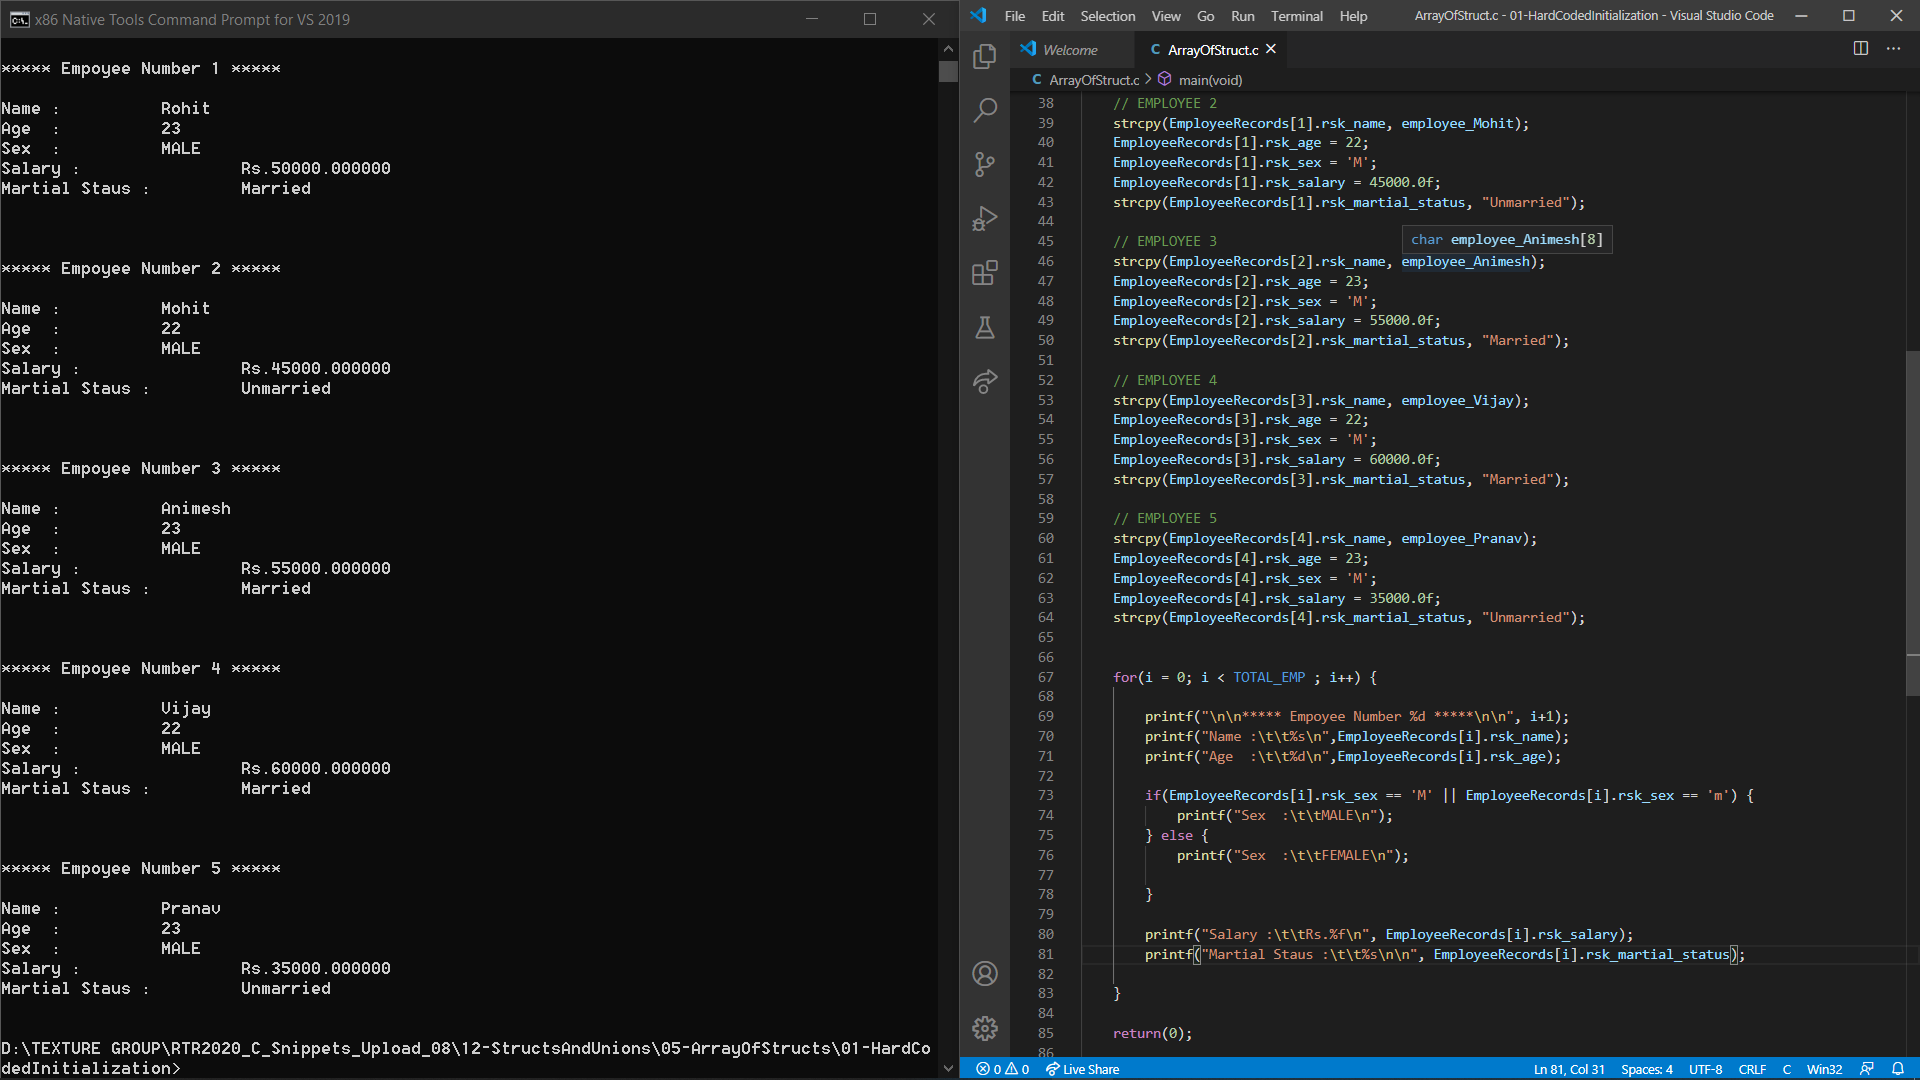 x86 Native Tools Command Prompt for VS 2019
***** Empoyee Number 1 *****
Name : Rohit
Age : 23
Sex : MALE
Salary : Rs.50000.000000
Martial Staus : Married
***** Empoyee Number 2 *****
Name : Mohit
Age : 22
Sex : MALE
Salary : Rs.45000.000000
Martial Staus : Unmarried
***** Empoyee Number 3 *****
Name : Animesh
Age : 23
Sex : MALE
Salary : Rs.55000.000000
Martial Staus : Married
***** Empoyee Number 4 *****
Name : Vijay
Age : 22
Sex : MALE
Salary : Rs.60000.000000
Martial Staus : Married
***** Empoyee Number 5 *****
Name : Pranav
Age : 23
Sex : MALE
Salary : Rs.35000.000000
Martial Staus : Unmarried
D:\TEXTURE GROUP\RTR2020_C_Snippets_Upload_08\12-StructsAndUnions\05-ArrayOfStructs\01-HardCo
dedInitialization>
File Edit Selection View Go Run Terminal Help ArrayOfStruct.c - 01-HardCodedInitialization - Visual Studio Code
Welcome C ArrayOfStruct.c
C ArrayOfStruct.c > main(void)
38 // EMPLOYEE 2
39 strcpy(EmployeeRecords[1].rsk_name, employee_Mohit);
40 EmployeeRecords[1].rsk_age = 22;
41 EmployeeRecords[1].rsk_sex = 'M';
42 EmployeeRecords[1].rsk_salary = 45000.0f;
43 strcpy(EmployeeRecords[1].rsk_martial_status, "Unmarried");
44
char employee_Animesh[8]
45 // EMPLOYEE 3
46 strcpy(EmployeeRecords[2].rsk_name, employee_Animesh);
47 EmployeeRecords[2].rsk_age = 23;
48 EmployeeRecords[2].rsk_sex = 'M';
49 EmployeeRecords[2].rsk_salary = 55000.0f;
50 strcpy(EmployeeRecords[2].rsk_martial_status, "Married");
51
52 // EMPLOYEE 4
53 strcpy(EmployeeRecords[3].rsk_name, employee_Vijay);
54 EmployeeRecords[3].rsk_age = 22;
55 EmployeeRecords[3].rsk_sex = 'M';
56 EmployeeRecords[3].rsk_salary = 60000.0f;
57 strcpy(EmployeeRecords[3].rsk_martial_status, "Married");
58
59 // EMPLOYEE 5
60 strcpy(EmployeeRecords[4].rsk_name, employee_Pranav);
61 EmployeeRecords[4].rsk_age = 23;
62 EmployeeRecords[4].rsk_sex = 'M';
63 EmployeeRecords[4].rsk_salary = 35000.0f;
64 strcpy(EmployeeRecords[4].rsk_martial_status, "Unmarried");
65
66
67 for(i = 0; i < TOTAL_EMP ; i++) {
68
69 printf("\n\n***** Empoyee Number %d *****\n\n", i+1);
70 printf("Name :\t\t%s\n",EmployeeRecords[i].rsk_name);
71 printf("Age  :\t\t%d\n",EmployeeRecords[i].rsk_age);
72
73 if(EmployeeRecords[i].rsk_sex == 'M' || EmployeeRecords[i].rsk_sex == 'm') {
74 printf("Sex  :\t\tMALE\n");
75 } else {
76 printf("Sex  :\t\tFEMALE\n");
77
78 }
79
80 printf("Salary :\t\tRs.%f\n", EmployeeRecords[i].rsk_salary);
81 printf("Martial Staus :\t\t%s\n\n", EmployeeRecords[i].rsk_martial_status);
82
83 }
84
85 return(0);
86
0 0 Live Share Ln 81, Col 31 Spaces: 4 UTF-8 CRLF C Win32